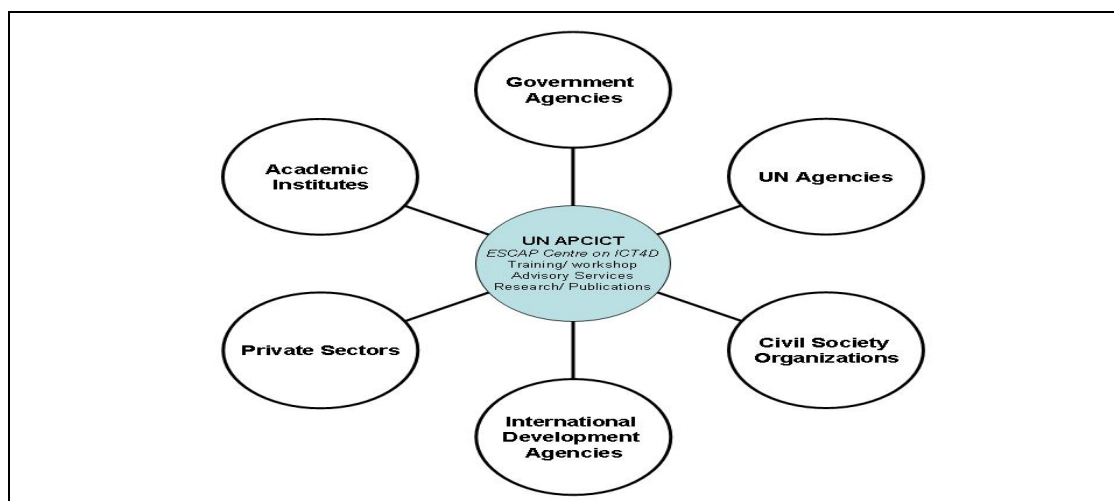 Government
Agencies
Academic
Institutes
UN Agencies
UN APCICT
ESCAP Centre on ICT4D
Training/ workshop
Advisory Services
Research/ Publications
Private Sectors
Civil Society
Organizations
International
Development
Agencies